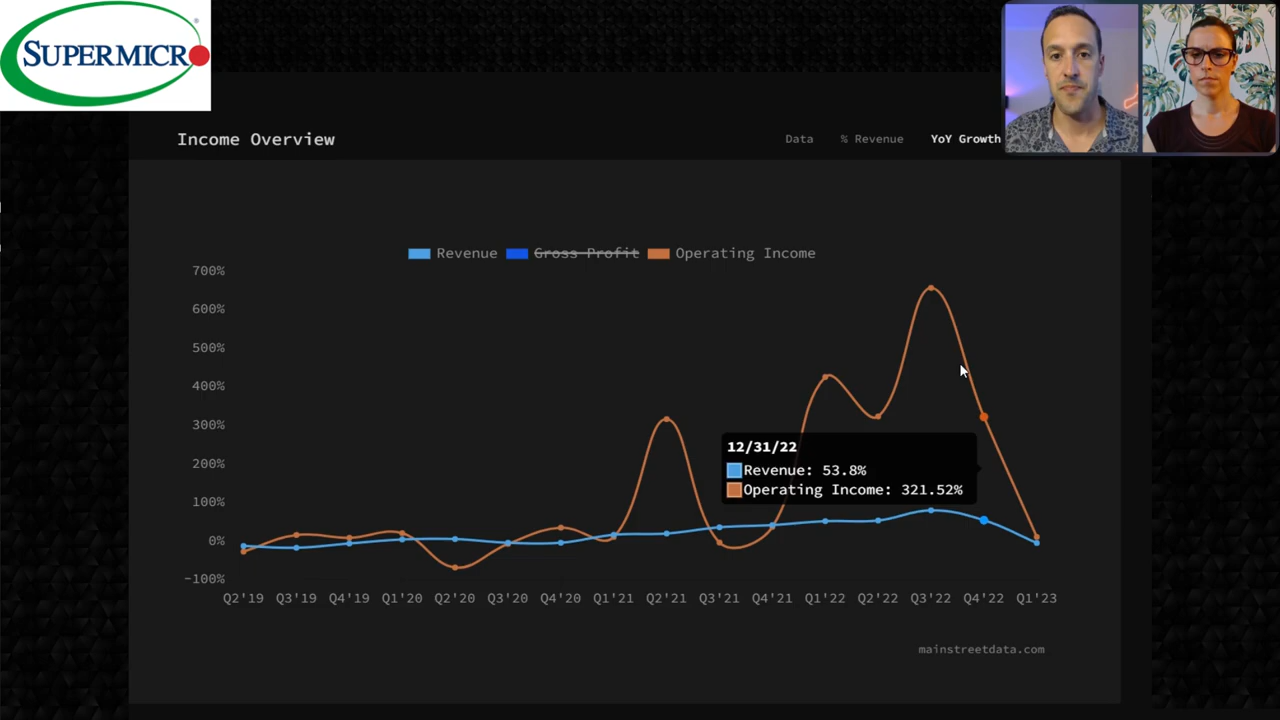 SUPERMICRO
®
Income Overview
Data
% Revenue
YoY Growth
Revenue
Gross Profit
Operating Income
700%
600%
500%
400%
300%
200%
100%
0%
-100%
12/31/22
Revenue: 53.8%
Operating Income: 321.52%
Q2'19 Q3'19 Q4'19 Q1'20 Q2'20 Q3'20 Q4'20 Q1'21 Q2'21 Q3'21 Q4'21 Q1'22 Q2'22 Q3'22 Q4'22 Q1'23
mainstreetdata.com